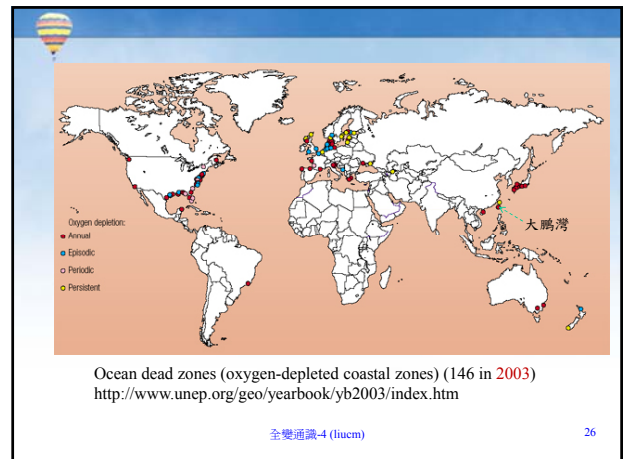 Oxygen depletion:
Annual
Episodic
Periodic
Persistent
大鵬灣
Ocean dead zones (oxygen-depleted coastal zones) (146 in 2003)
http://www.unep.org/geo/yearbook/yb2003/index.htm
全變通識-4 (liucm)
26